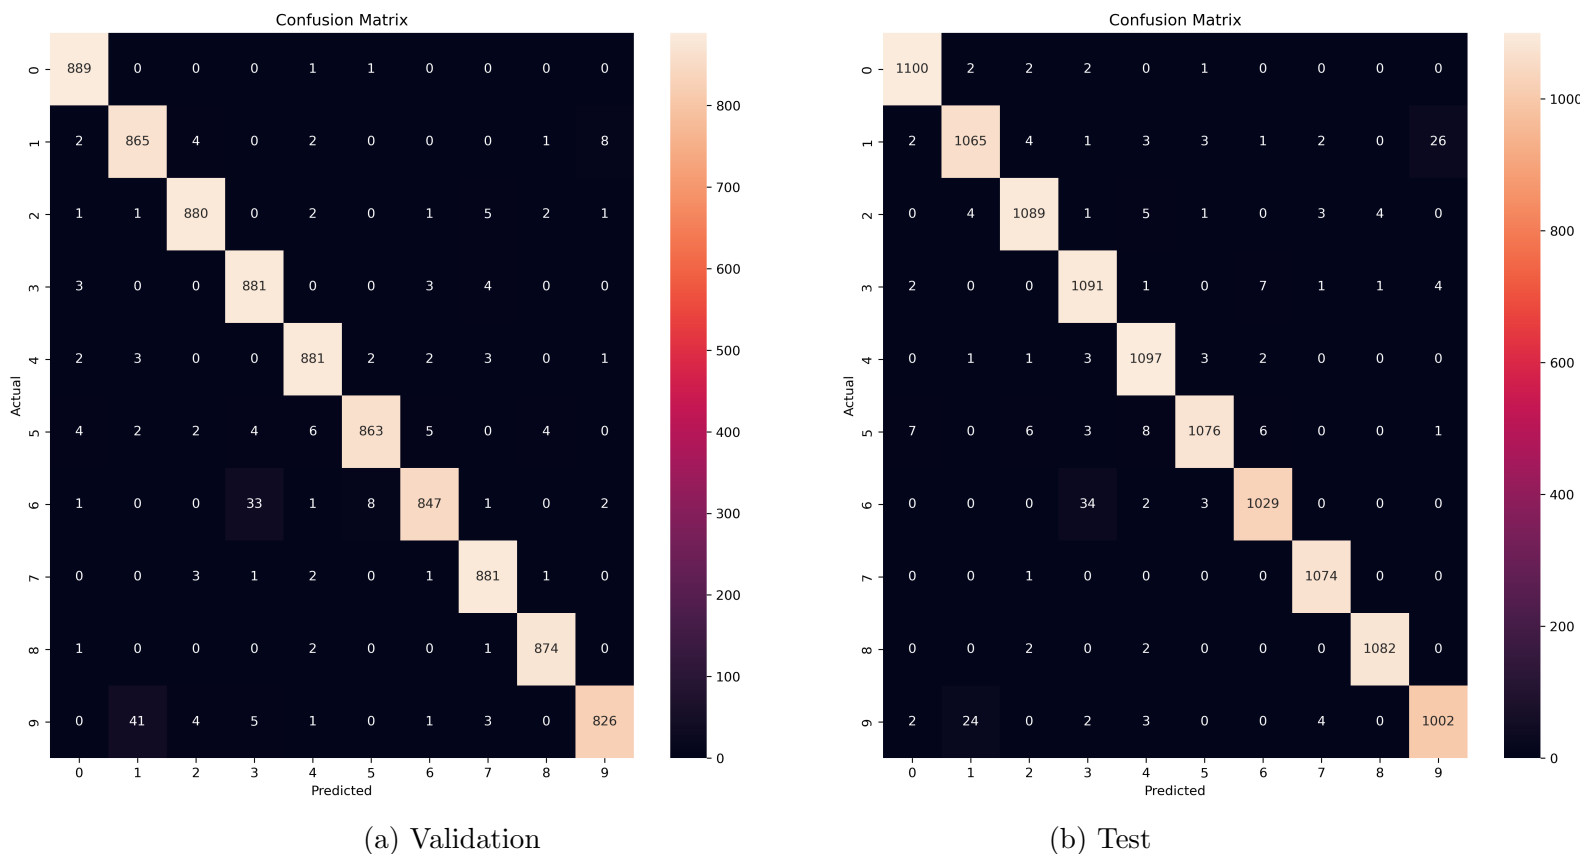 Confusion Matrix
0 889 0 0 0 1 1 0 0 0 0
1 2 865 4 0 2 0 0 0 1 8
2 1 1 880 0 2 0 1 5 2 1
3 3 0 0 881 0 0 3 4 0 0
4 2 3 0 0 881 2 2 3 0 1
5 4 2 2 4 6 863 5 0 4 0
6 1 0 0 33 1 8 847 1 0 2
7 0 0 3 1 2 0 1 881 1 0
8 1 0 0 0 2 0 0 1 874 0
9 0 41 4 5 1 0 1 3 0 826
0 1 2 3 4 5 6 7 8 9
Predicted
Actual
800
700
600
500
400
300
200
100
0
(a) Validation
Confusion Matrix
0 1100 2 2 2 0 1 0 0 0 0
1 2 1065 4 1 3 3 1 2 0 26
2 0 4 1089 1 5 1 0 3 4 0
3 2 0 0 1091 1 0 7 1 1 4
4 0 1 1 3 1097 3 2 0 0 0
5 7 0 6 3 8 1076 6 0 0 1
6 0 0 0 34 2 3 1029 0 0 0
7 0 0 1 0 0 0 0 1074 0 0
8 0 0 2 0 2 0 0 0 1082 0
9 2 24 0 2 3 0 0 4 0 1002
0 1 2 3 4 5 6 7 8 9
Predicted
Actual
1000
800
600
400
200
0
(b) Test